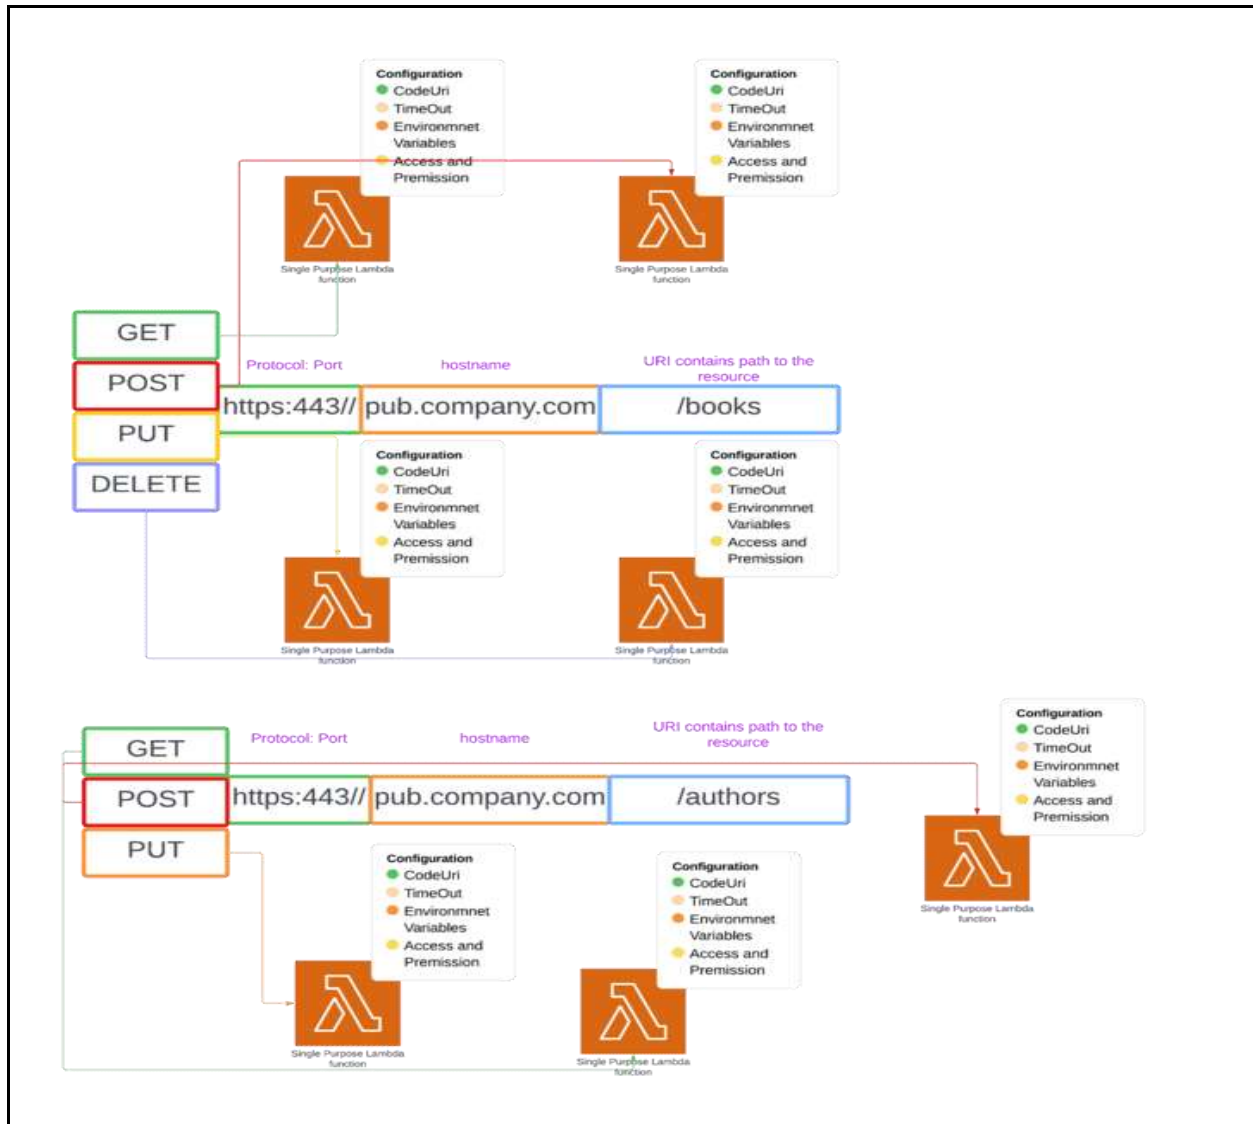 Configuration
CodeUri
TimeOut
Environmnet
Variables
Access and
Premission
Single Purpose Lambda
function
Configuration
CodeUri
TimeOut
Environmnet
Variables
Access and
Premission
Single Purpose Lambda
function
GET
POST
PUT
DELETE
Protocol: Port
hostname
URI contains path to the
resource
https:443//
pub.company.com
/books
Configuration
CodeUri
TimeOut
Environmnet
Variables
Access and
Premission
Single Purpose Lambda
function
Configuration
CodeUri
TimeOut
Environmnet
Variables
Access and
Premission
Single Purpose Lambda
function
GET
POST
PUT
Protocol: Port
hostname
URI contains path to the
resource
https:443//
pub.company.com
/authors
Configuration
CodeUri
TimeOut
Environmnet
Variables
Access and
Premission
Single Purpose Lambda
function
Configuration
CodeUri
TimeOut
Environmnet
Variables
Access and
Premission
Single Purpose Lambda
function
Configuration
CodeUri
TimeOut
Environmnet
Variables
Access and
Premission
Single Purpose Lambda
function